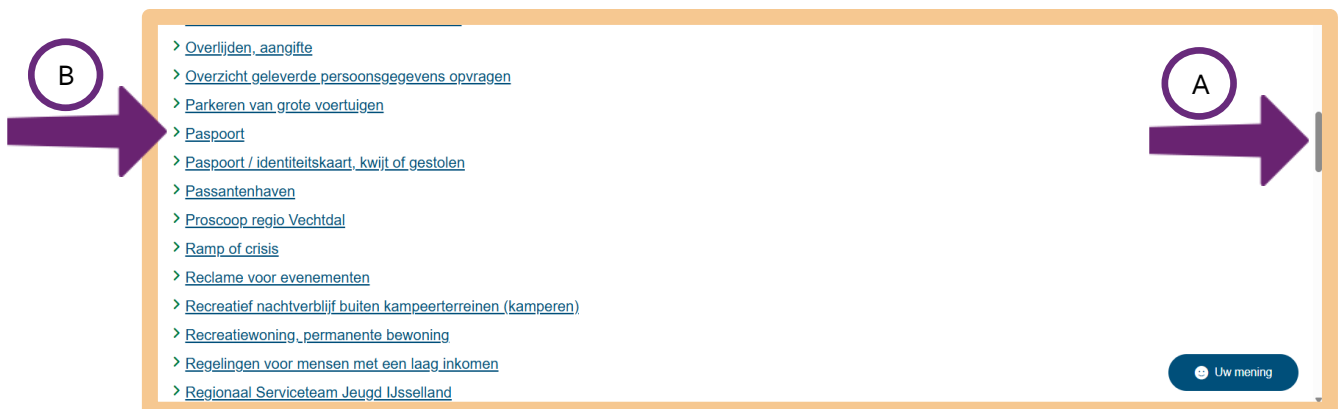 Overlijden, aangifte
Overzicht geleverde persoonsgegevens opvragen
B
A
Parkeren van grote voertuigen
Paspoort
Paspoort / identiteitskaart, kwijt of gestolen
Passantenhaven
Proscoop regio Vechtdal
Ramp of crisis
Reclame voor evenementen
Recreatief nachtverblijf buiten kampeerterreinen (kamperen)
Recreatiewoning, permanente bewoning
Regelingen voor mensen met een laag inkomen
Uw mening
Regionaal Serviceteam Jeugd IJsselland